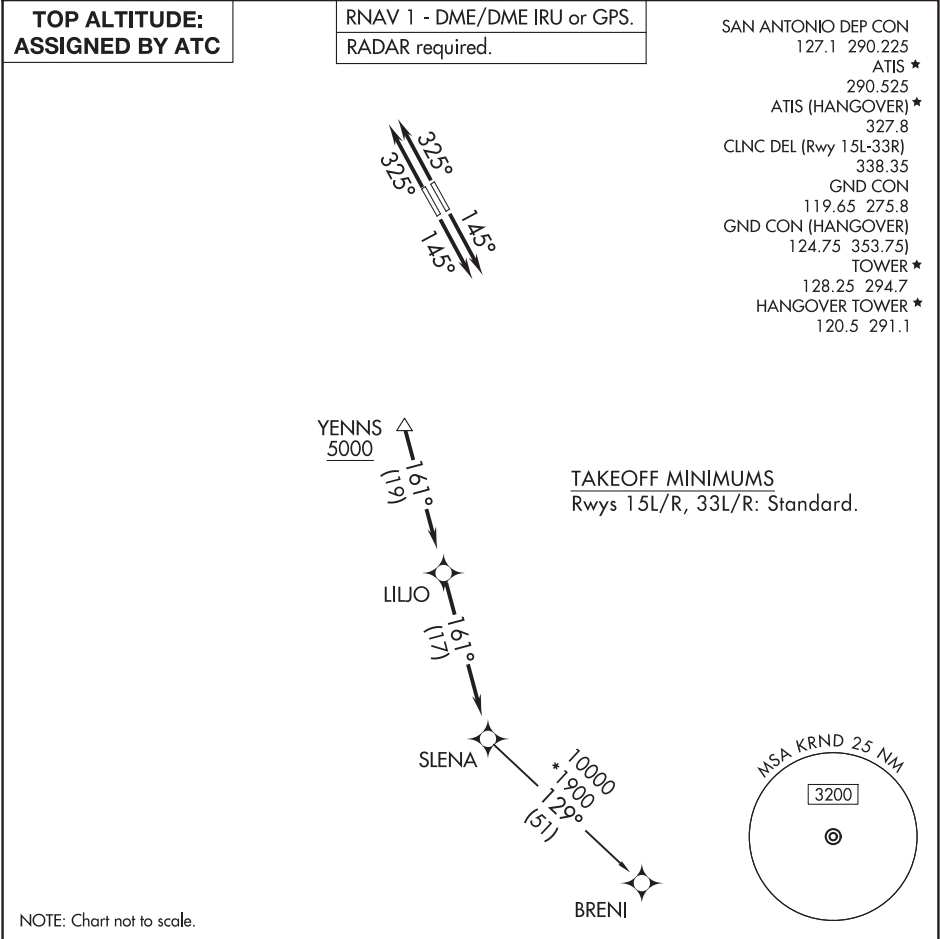 TOP ALTITUDE:
ASSIGNED BY ATC
RNAV 1 - DME/DME IRU or GPS.
RADAR required.
SAN ANTONIO DEP CON
127.1 290.225
ATIS ★
290.525
ATIS (HANGOVER) ★
327.8
CLNC DEL (Rwy 15L-33R)
338.35
GND CON
119.65 275.8
GND CON (HANGOVER)
124.75 353.75)
TOWER ★
128.25 294.7
HANGOVER TOWER ★
120.5 291.1
325°
325°
145°
145°
YENNS
5000
161°
(19)
TAKEOFF MINIMUMS
Rwys 15L/R, 33L/R: Standard.
LILJO
161°
(17)
SLENA
10000
*1900
129°
(51)
BRENI
MSA KRND 25 NM
3200
NOTE: Chart not to scale.